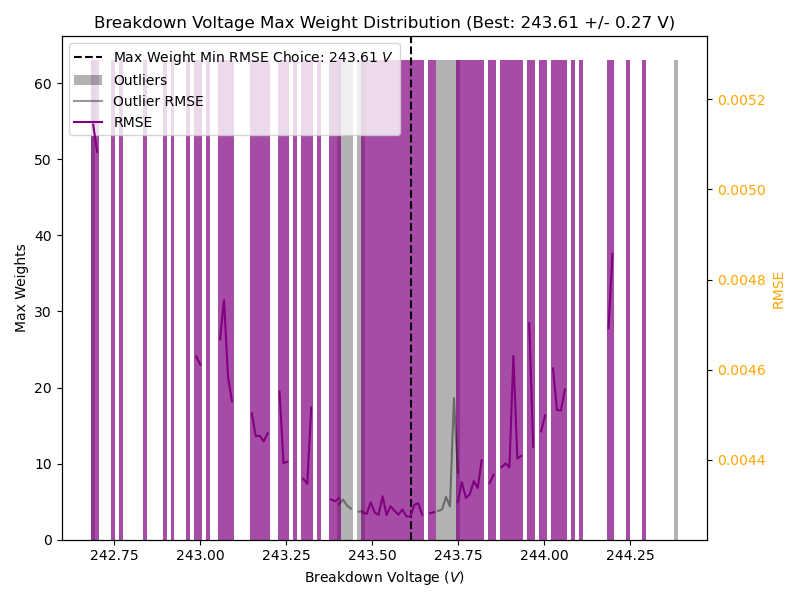 Breakdown Voltage Max Weight Distribution (Best: 243.61 +/- 0.27 V)
Max Weight Min RMSE Choice: 243.61 V
Outliers
Outlier RMSE
RMSE
Max Weights
60
50
40
30
20
10
0
0.0052
0.0050
0.0048
0.0046
0.0044
RMSE
242.75
243.00
243.25
243.50
243.75
244.00
244.25
Breakdown Voltage (V)